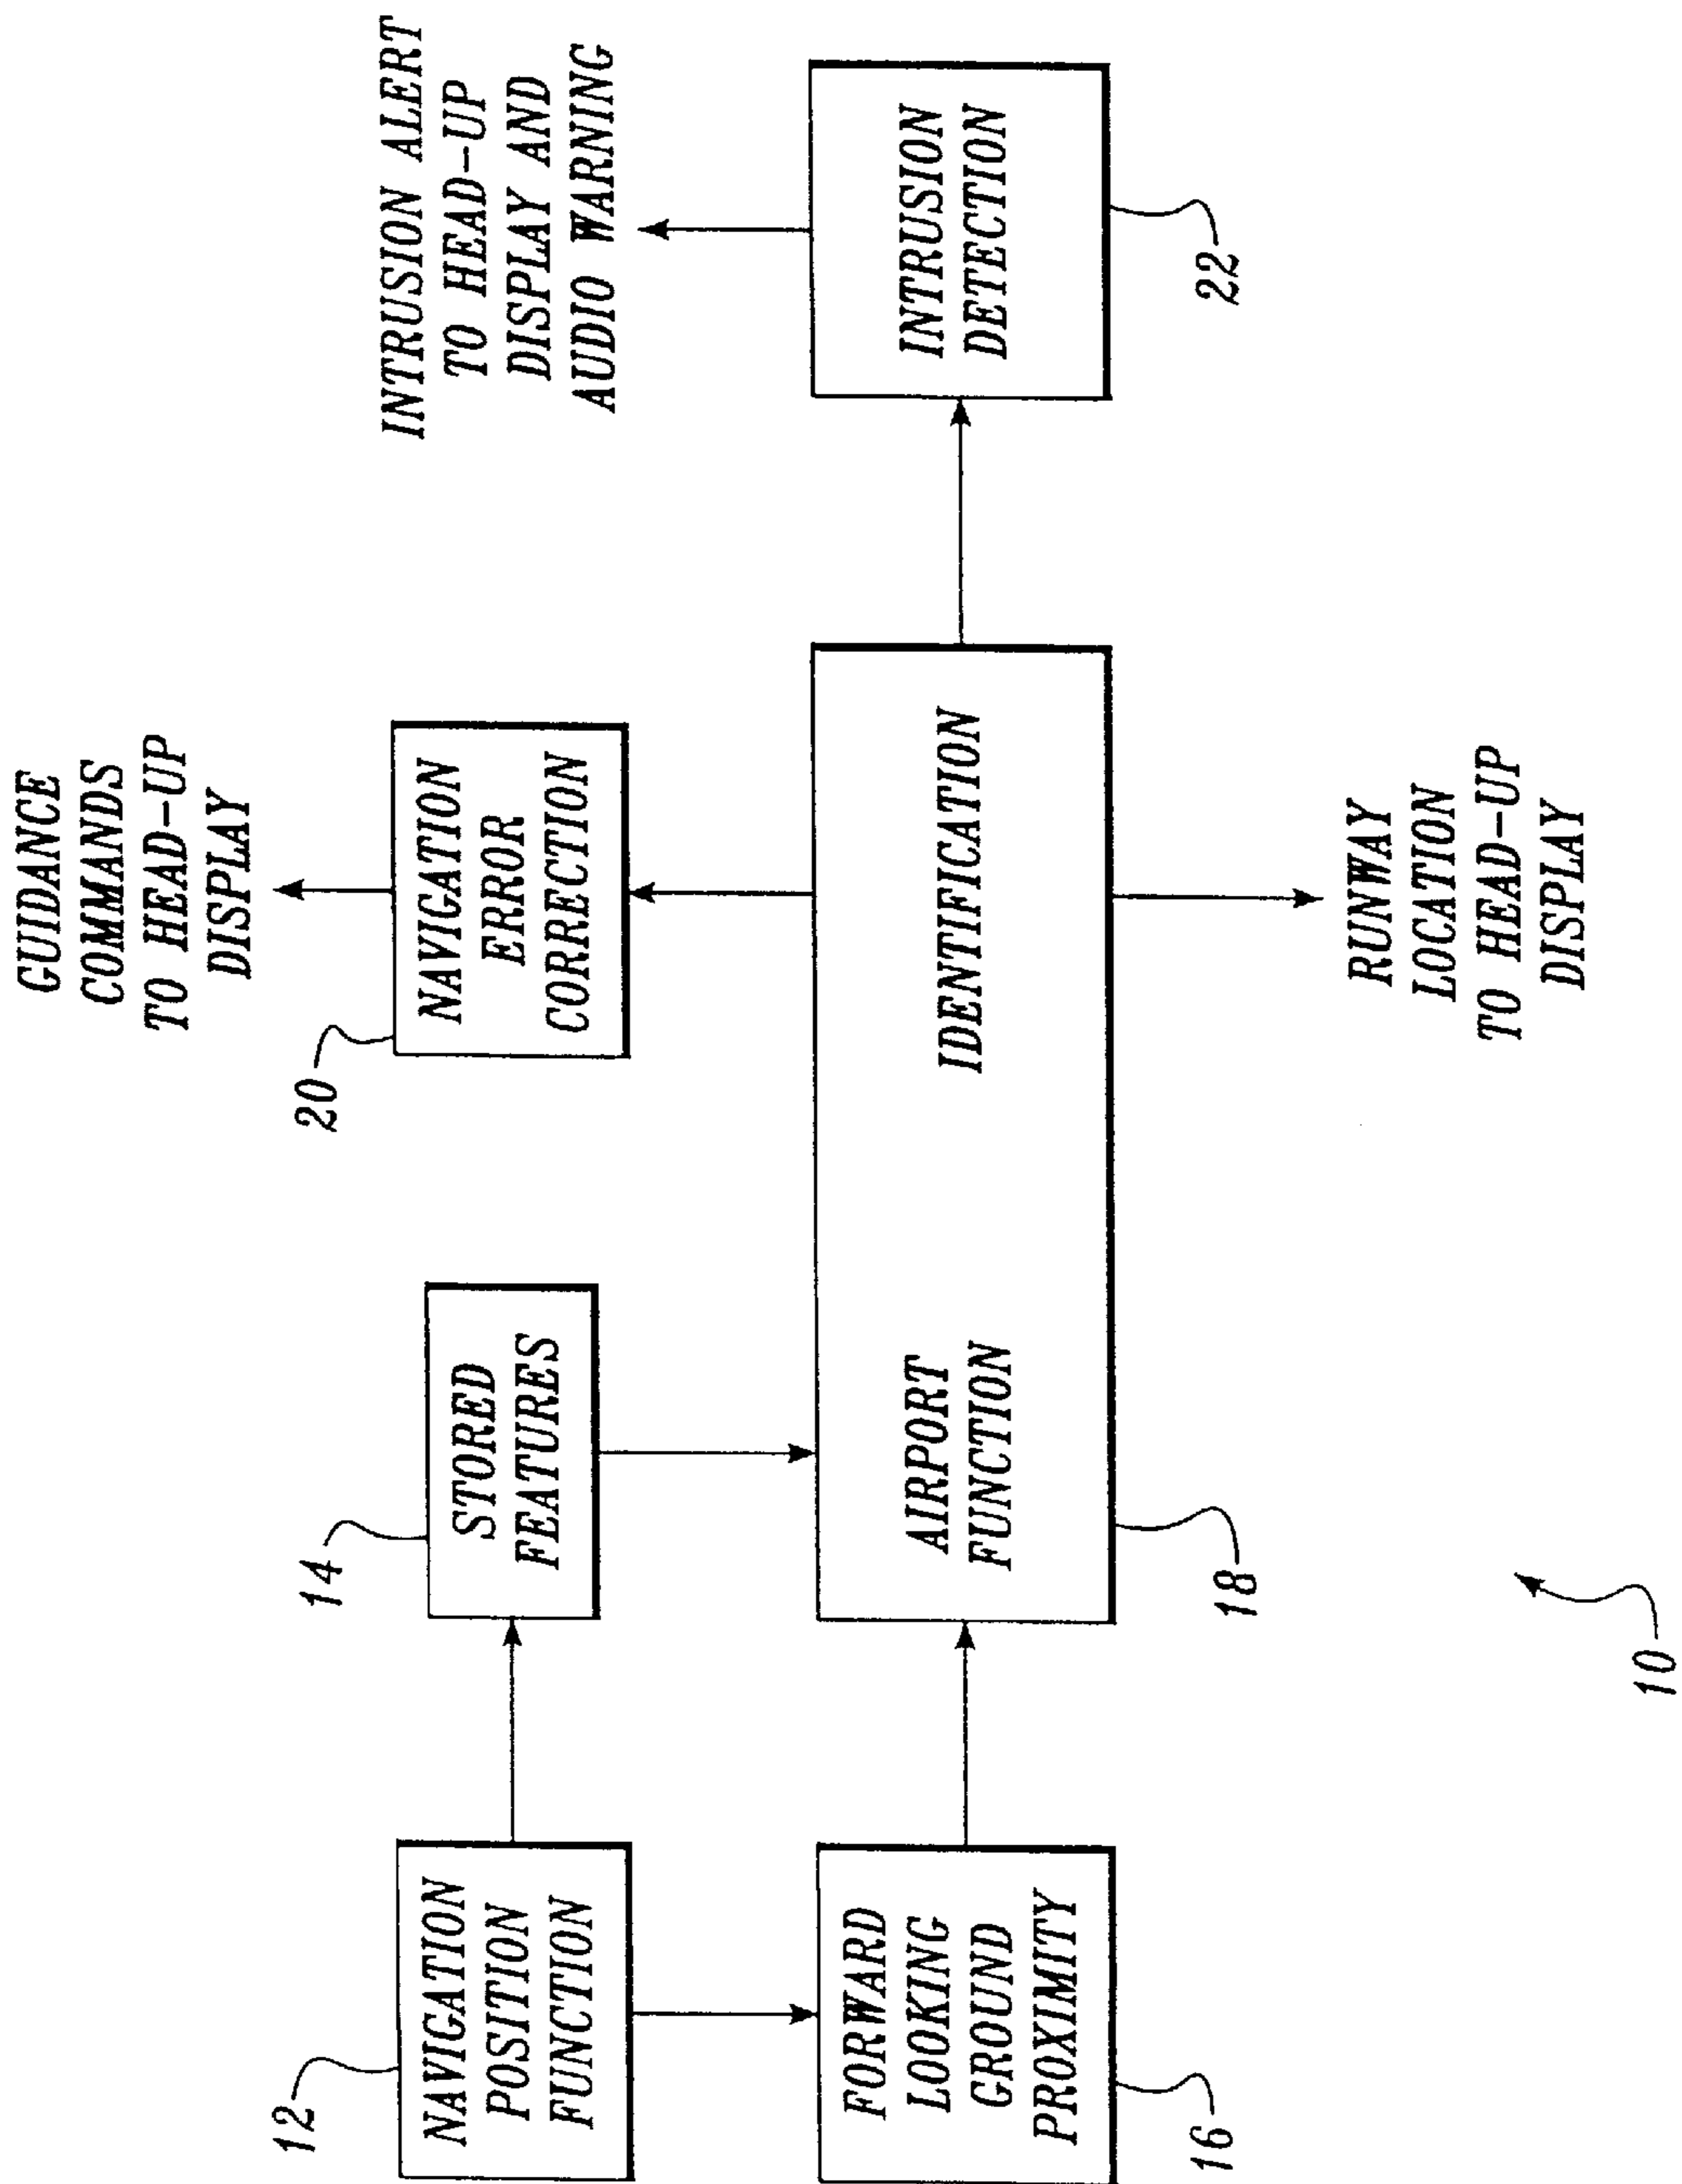 GUIDANCE
COMMANDS
TO HEAD-UP
DISPLAY
INTRUSION ALERT
TO HEAD-UP
DISPLAY AND
AUDIO WARNING
12
NAVIGATION
POSITION
FUNCTION
14
STORED
FEATURES
20
NAVIGATION
ERROR
CORRECTION
FORWARD
LOOKING
GROUND
PROXIMITY
16
AIRPORT
FUNCTION
IDENTIFICATION
18
INTRUSION
DETECTION
22
RUNWAY
LOCATION
TO HEAD-UP
DISPLAY
10